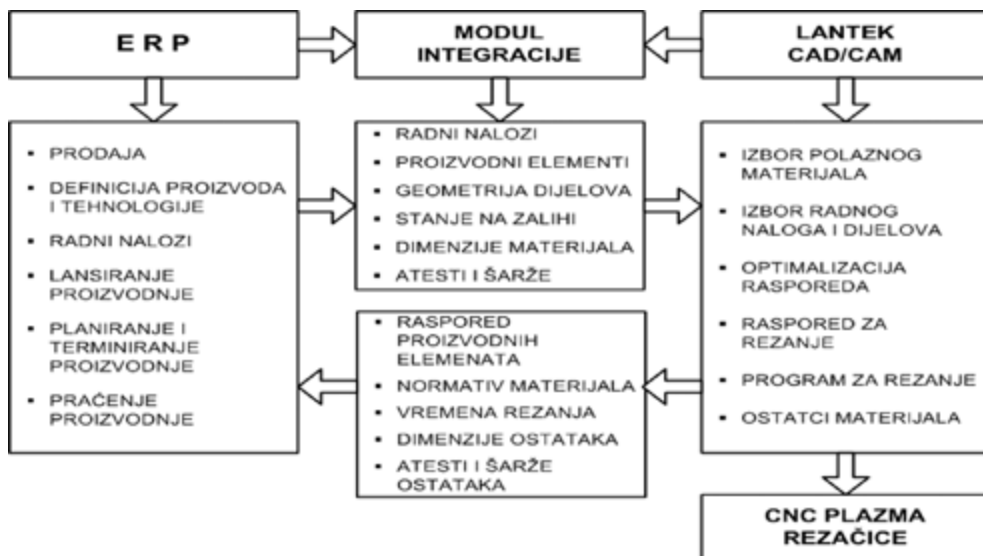 E R P
MODUL
INTEGRACIJE
LANTEK
CAD/CAM
▪ PRODAJA
▪ DEFINICIJA PROIZVODA
I TEHNOLOGIJE
▪ RADNI NALOZI
▪ LANSIRANJE
PROIZVODNJE
▪ PLANIRANJE I
TERMINIRANJE
PROIZVODNJE
▪ PRAĆENJE
PROIZVODNJE
▪ RADNI NALOZI
▪ PROIZVODNI ELEMENTI
▪ GEOMETRIJA DIJELOVA
▪ STANJE NA ZALIHI
▪ DIMENZIJE MATERIJALA
▪ ATESTI I ŠARŽE
▪ RASPORED
PROIZVODNIH
ELEMENATA
▪ NORMATIV MATERIJALA
▪ VREMENA REZANJA
▪ DIMENZIJE OSTATAKA
▪ ATESTI I ŠARŽE
OSTATAKA
▪ IZBOR POLAZNOG
MATERIJALA
▪ IZBOR RADNOG
NALOGA I DIJELOVA
▪ OPTIMALIZACIJA
RASPOREDA
▪ RASPORED ZA
REZANJE
▪ PROGRAM ZA REZANJE
▪ OSTATCI MATERIJALA
CNC PLAZMA
REZAČICE